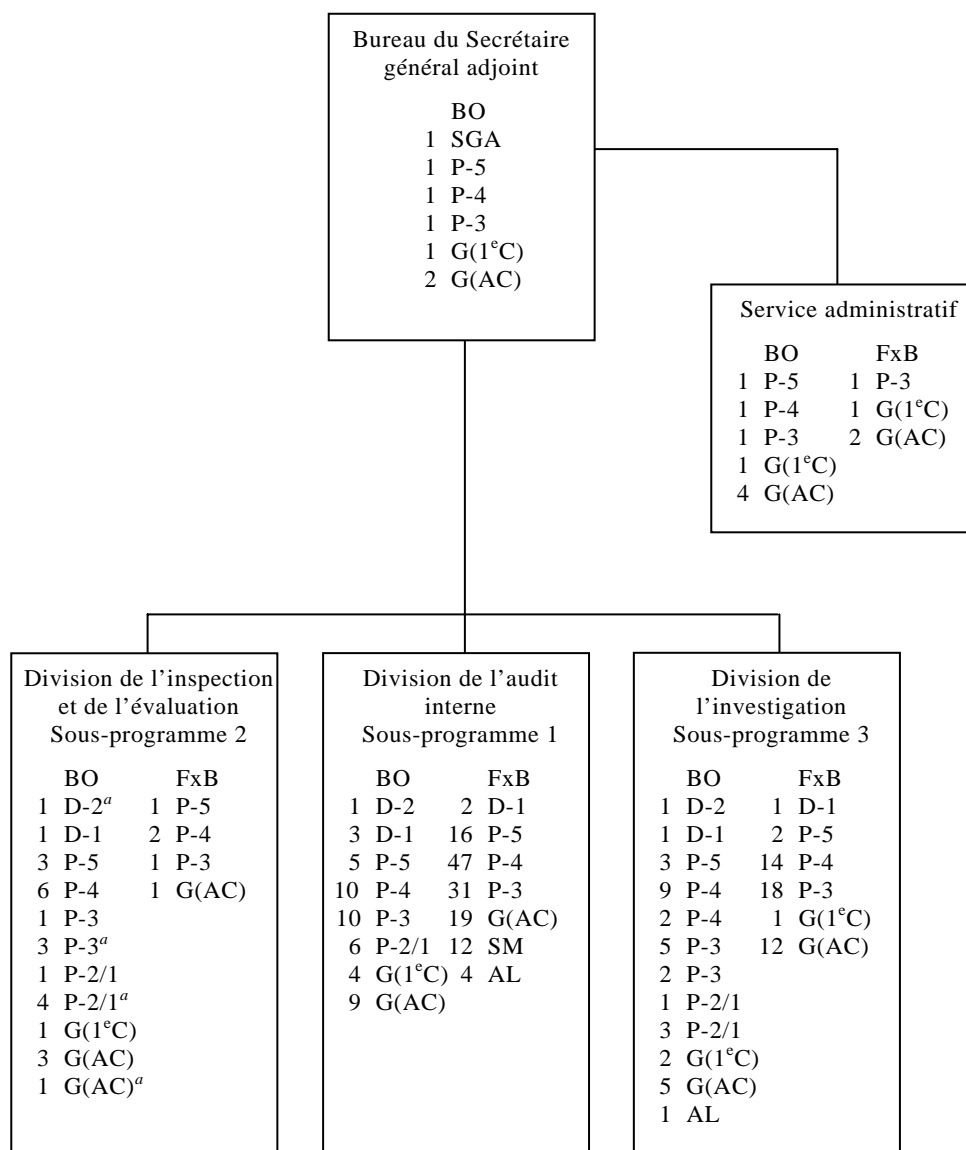 Bureau du Secrétaire
général adjoint
BO
1 SGA
1 P-5
1 P-4
1 P-3
1 G(1eC)
2 G(AC)
Service administratif
BO FxB
1 P-5 1 P-3
1 P-4 1 G(1eC)
1 P-3 2 G(AC)
1 G(1eC)
4 G(AC)
Division de l’inspection
et de l’évaluation
Sous-programme 2
BO FxB
1 D-2a 1 P-5
1 D-1 2 P-4
3 P-5 1 P-3
6 P-4 1 G(AC)
1 P-3
3 P-3a
1 P-2/1
4 P-2/1a
1 G(1eC)
3 G(AC)
1 G(AC)a
Division de l’audit
interne
Sous-programme 1
BO FxB
1 D-2 2 D-1
3 D-1 16 P-5
5 P-5 47 P-4
10 P-4 31 P-3
10 P-3 19 G(AC)
6 P-2/1 12 SM
4 G(1eC) 4 AL
9 G(AC)
Division de
l’investigation
Sous-programme 3
BO FxB
1 D-2 1 D-1
1 D-1 2 P-5
3 P-5 14 P-4
9 P-4 18 P-3
2 P-4 1 G(1eC)
5 P-3 12 G(AC)
2 P-3
1 P-2/1
3 P-2/1
2 G(1eC)
5 G(AC)
1 AL